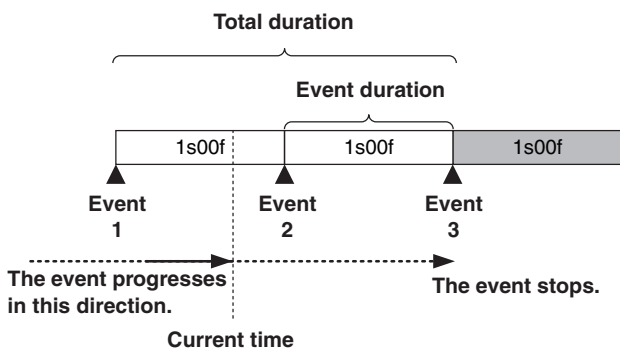 Total duration
Event duration
1s00f 1s00f 1s00f
Event Event Event
1 2 3
The event progresses
in this direction.
The event stops.
Current time